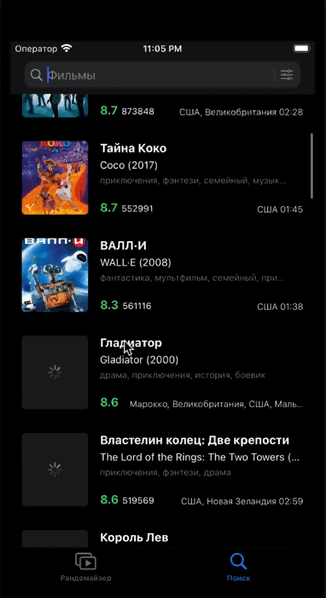 Оператор 11:05 PM
Фильмы
8.7 873848 США, Великобритания 02:28
Тайна Коко
Coco (2017)
приключения, фэнтези, семейный, музык...
8.7 552991 США 01:45
ВАЛЛ·И
WALL·E (2008)
фантастика, мультфильм, семейный, при...
8.3 561116 США 01:38
Гладиатор
Gladiator (2000)
драма, приключения, история, боевик
8.6 Марокко, Великобритания, США, Маль...
Властелин колец: Две крепости
The Lord of the Rings: The Two Towers (...
приключения, фэнтези, драма
8.6 519569 США, Новая Зеландия 02:59
Король Лев
Рандомайзер Поиск